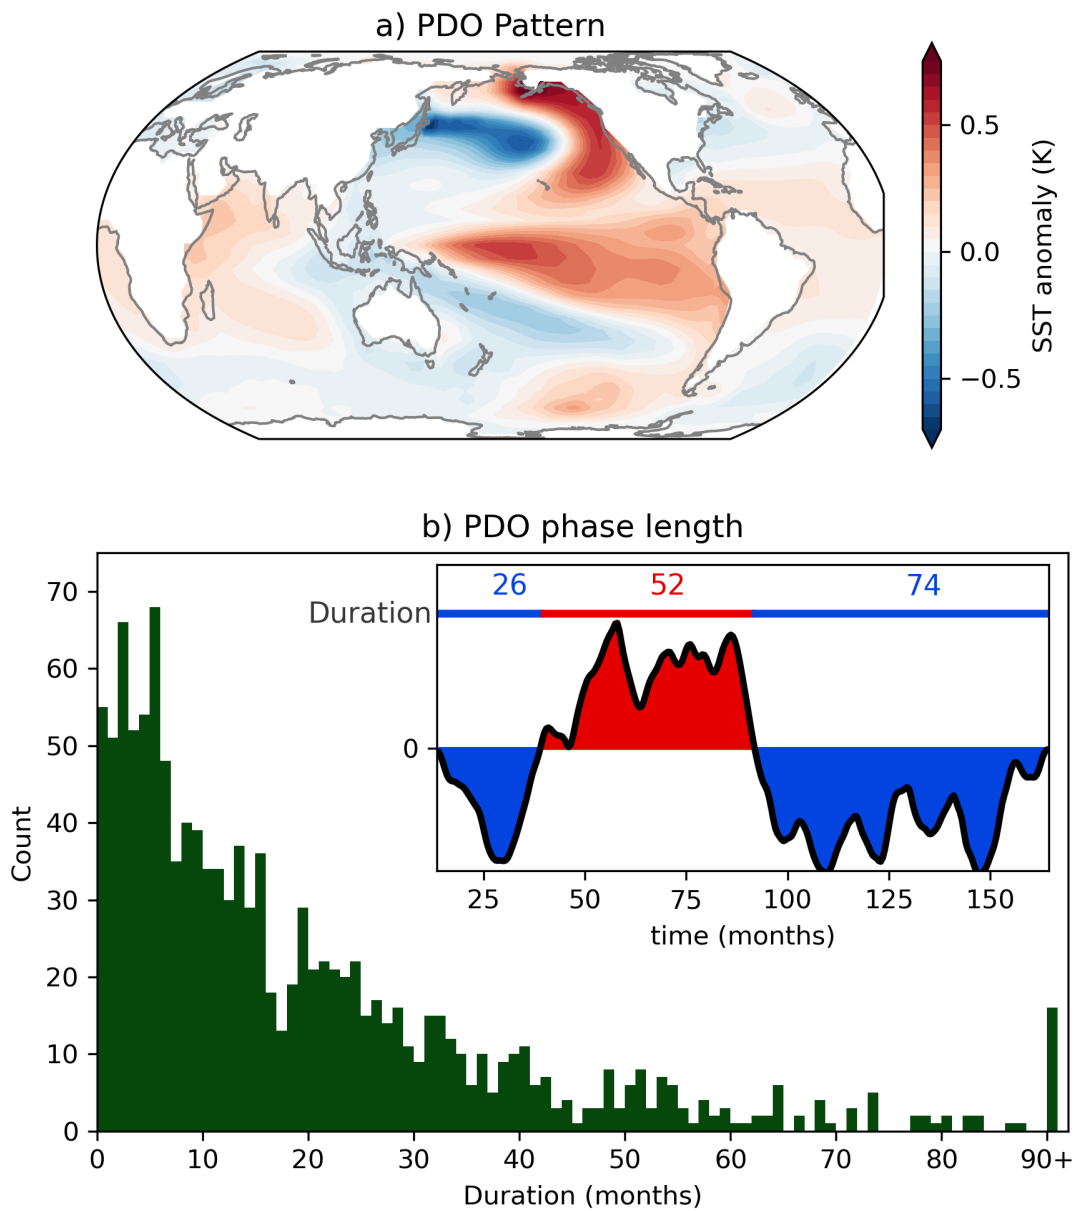 a) PDO Pattern
0.5
0.0
−0.5
SST anomaly (K)
b) PDO phase length
70
60
50
40
30
20
10
0
Count
26 52 74
Duration
0
25 50 75 100 125 150
time (months)
0 10 20 30 40 50 60 70 80 90+
Duration (months)